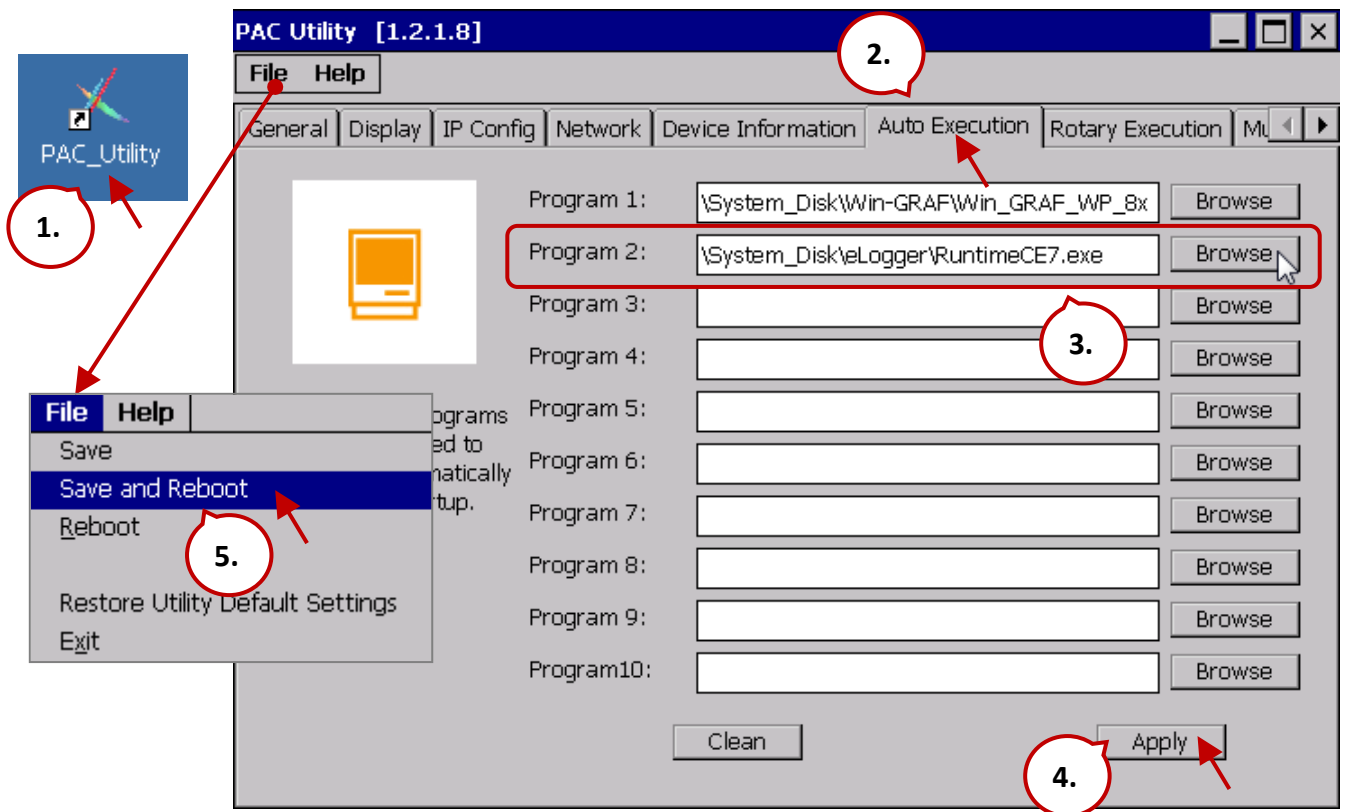 PAC Utility [1.2.1.8]
File Help
General Display IP Config Network Device Information Auto Execution Rotary Execution
PAC_Utility
1.
2.
Program 1: \System_Disk\Win-GRAF\Win_GRAF_WP_8x Browse
Program 2: \System_Disk\eLogger\RuntimeCE7.exe Browse
Program 3: Browse
3.
Program 4: Browse
Program 5: Browse
Program 6: Browse
Program 7: Browse
Program 8: Browse
Program 9: Browse
Program10: Browse
ed to
tup.
File Help
Save
Save and Reboot
Reboot
5.
Restore Utility Default Settings
Exit
Clean Apply
4.